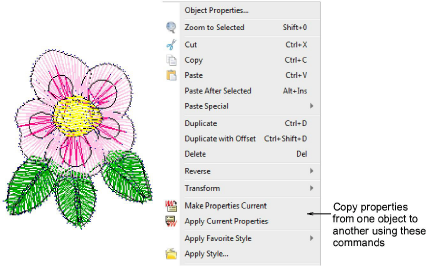 Object Properties...
Zoom to Selected Shift+0
Cut Ctrl+X
Copy Ctrl+C
Paste Ctrl+V
Paste After Selected Alt+Ins
Paste Special
Duplicate Ctrl+D
Duplicate with Offset Ctrl+Shift+D
Delete Del
Reverse
Transform
Make Properties Current
Apply Current Properties
Apply Favorite Style
Apply Style...
Copy properties
from one object to
another using these
commands